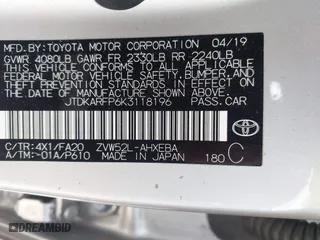 MFD. BY: TOYOTA MOTOR CORPORATION 04/19
GVWR 4080LB GAWR FR 2330LB RR 2240LB
THIS VEHICLE CONFORMS TO ALL APPLICABLE
FEDERAL MOTOR VEHICLE SAFETY, BUMPER, AND
THEFT PREVENTION STANDARDS IN EFFECT ON
THE DATE OF MANUFACTURE SHOWN ABOVE.
JTDKARFP6K3118196 PASS.CAR
C/TR:4X1/FA20 ZVW52L-AHXEBA
A/TM:-01A/P610 MADE IN JAPAN 180 C
TOYOTA
DREAMBID.COM